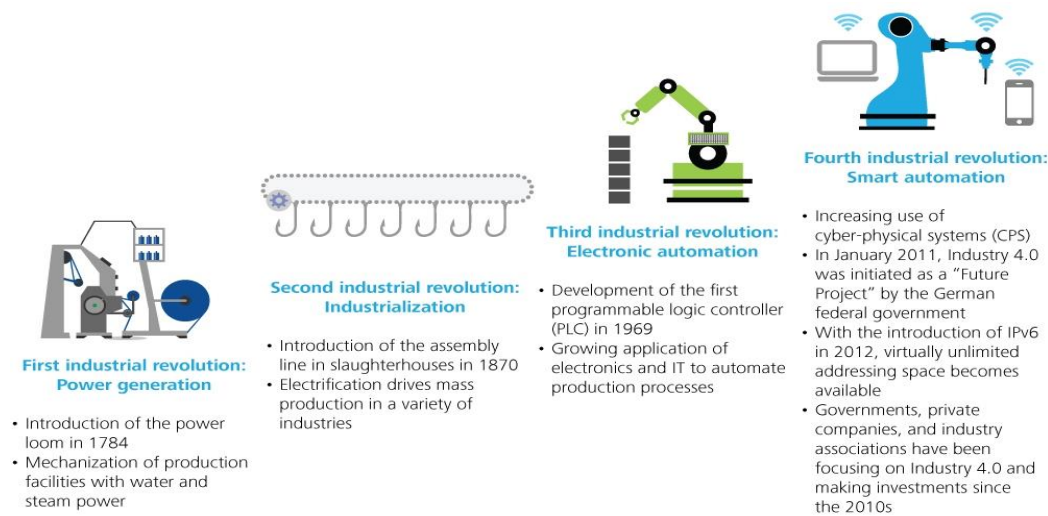 First industrial revolution:
Power generation
• Introduction of the power
loom in 1784
• Mechanization of production
facilities with water and
steam power
Second industrial revolution:
Industrialization
• Introduction of the assembly
line in slaughterhouses in 1870
• Electrification drives mass
production in a variety of
industries
Third industrial revolution:
Electronic automation
• Development of the first
programmable logic controller
(PLC) in 1969
• Growing application of
electronics and IT to automate
production processes
Fourth industrial revolution:
Smart automation
• Increasing use of
cyber-physical systems (CPS)
• In January 2011, Industry 4.0
was initiated as a “Future
Project” by the German
federal government
• With the introduction of IPv6
in 2012, virtually unlimited
addressing space becomes
available
• Governments, private
companies, and industry
associations have been
focusing on Industry 4.0 and
making investments since
the 2010s